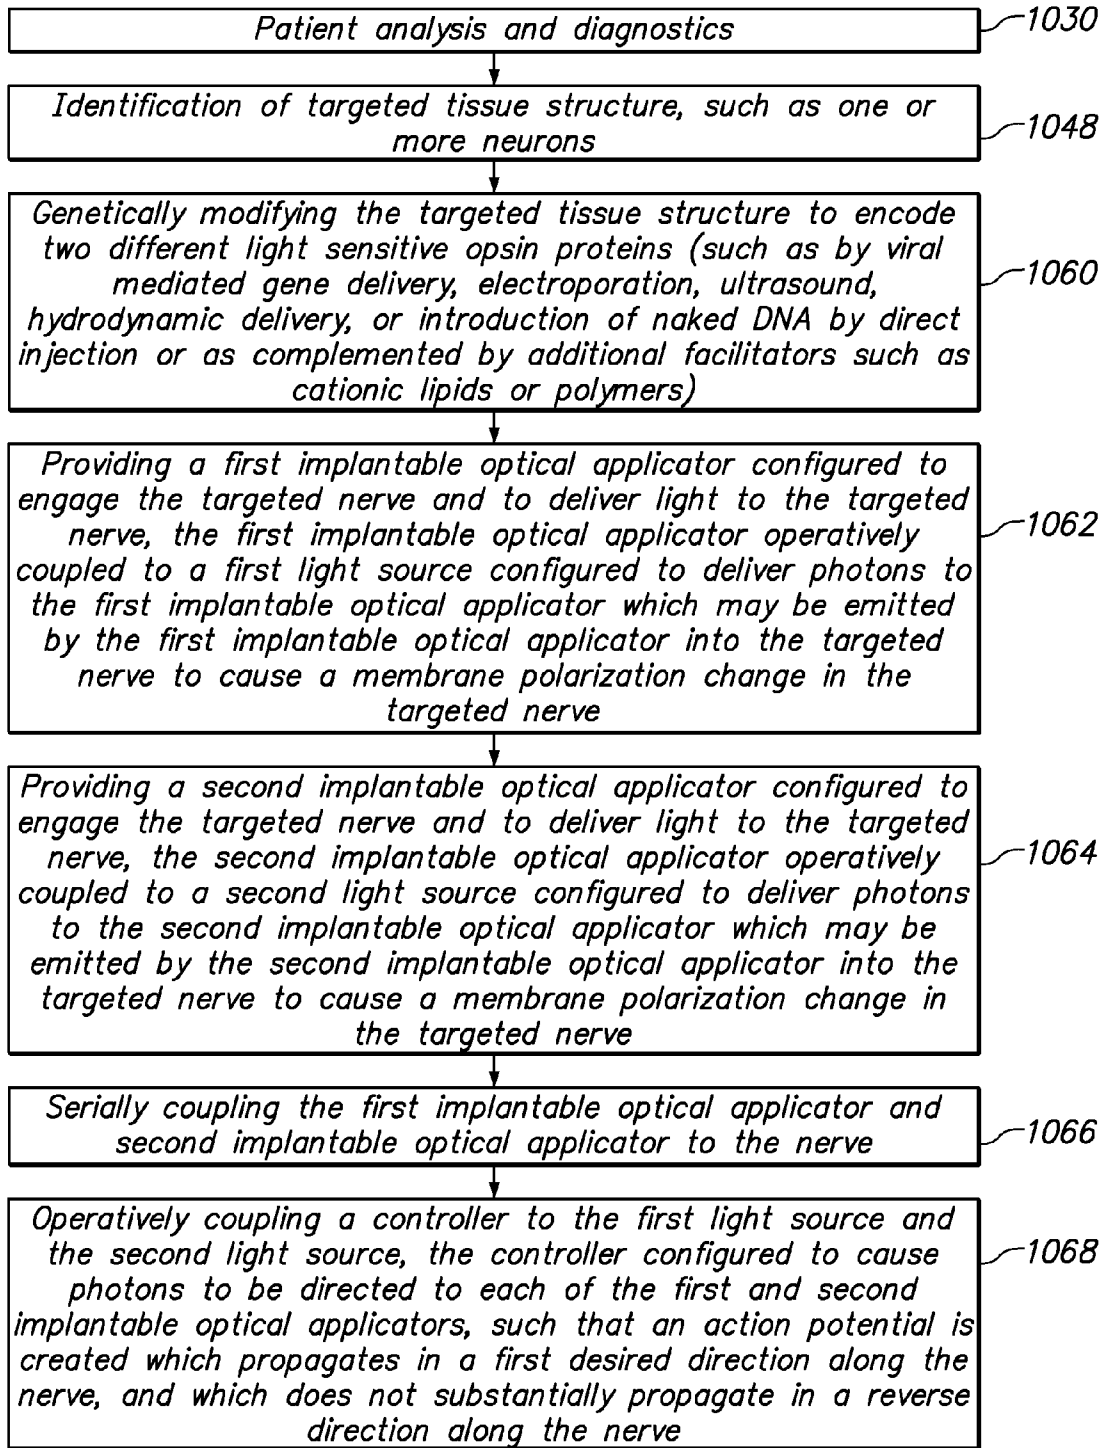 Patient analysis and diagnostics
1030
Identification of targeted tissue structure, such as one or
more neurons
1048
Genetically modifying the targeted tissue structure to encode
two different light sensitive opsin proteins (such as by viral
mediated gene delivery, electroporation, ultrasound,
hydrodynamic delivery, or introduction of naked DNA by direct
injection or as complemented by additional facilitators such as
cationic lipids or polymers)
1060
Providing a first implantable optical applicator configured to
engage the targeted nerve and to deliver light to the targeted
nerve, the first implantable optical applicator operatively
coupled to a first light source configured to deliver photons to
the first implantable optical applicator which may be emitted
by the first implantable optical applicator into the targeted
nerve to cause a membrane polarization change in the
targeted nerve
1062
Providing a second implantable optical applicator configured to
engage the targeted nerve and to deliver light to the targeted
nerve, the second implantable optical applicator operatively
coupled to a second light source configured to deliver photons
to the second implantable optical applicator which may be
emitted by the second implantable optical applicator into the
targeted nerve to cause a membrane polarization change in
the targeted nerve
1064
Serially coupling the first implantable optical applicator and
second implantable optical applicator to the nerve
1066
Operatively coupling a controller to the first light source and
the second light source, the controller configured to cause
photons to be directed to each of the first and second
implantable optical applicators, such that an action potential is
created which propagates in a first desired direction along the
nerve, and which does not substantially propagate in a reverse
direction along the nerve
1068